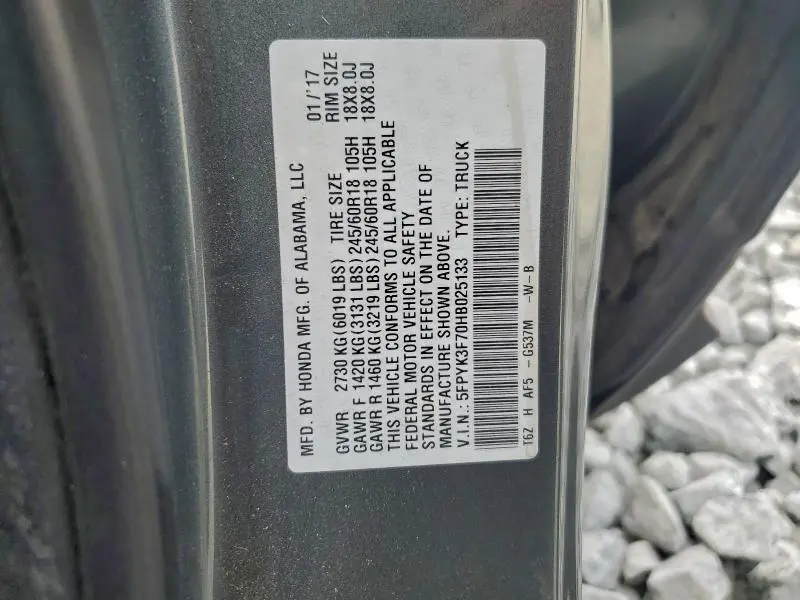 MFD. BY HONDA MFG. OF ALABAMA, LLC 01/'17
GVWR 2730 KG(6019 LBS) TIRE SIZE RIM SIZE
GAWR F 1420 KG(3131 LBS) 245/60R18 105H 18X8.0J
GAWR R 1460 KG(3219 LBS) 245/60R18 105H 18X8.0J
THIS VEHICLE CONFORMS TO ALL APPLICABLE
FEDERAL MOTOR VEHICLE SAFETY
STANDARDS IN EFFECT ON THE DATE OF
MANUFACTURE SHOWN ABOVE.
V.I.N.: 5FPYK3F70HB025133 TYPE: TRUCK
T6Z H AF5 - G537M -W-B